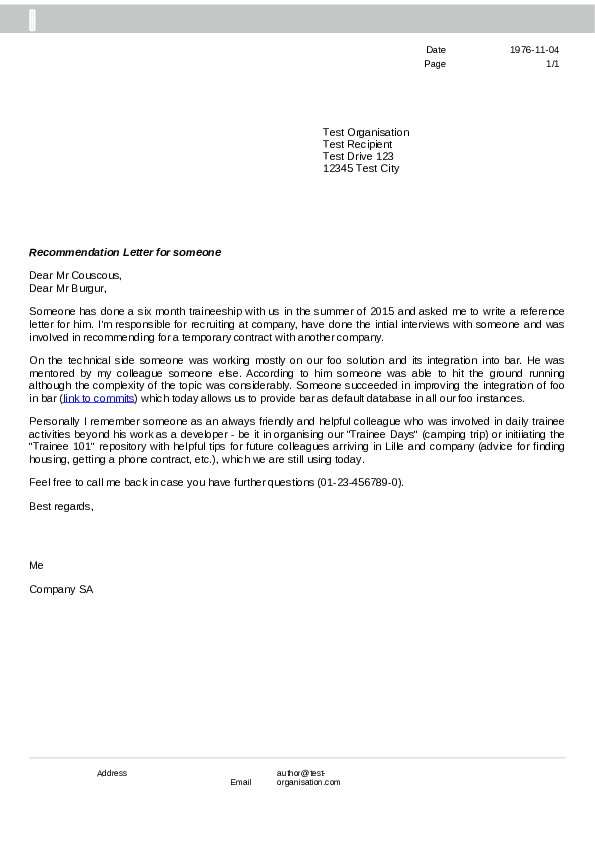 Date 1976-11-04
Page 1/1
Test Organisation
Test Recipient
Test Drive 123
12345 Test City
Recommendation Letter for someone
Dear Mr Couscous,
Dear Mr Burgur,
Someone has done a six month traineeship with us in the summer of 2015 and asked me to write a reference
letter for him. I'm responsible for recruiting at company, have done the intial interviews with someone and was
involved in recommending for a temporary contract with another company.
On the technical side someone was working mostly on our foo solution and its integration into bar. He was
mentored by my colleague someone else. According to him someone was able to hit the ground running
although the complexity of the topic was considerably. Someone succeeded in improving the integration of foo
in bar (link to commits) which today allows us to provide bar as default database in all our foo instances.
Personally I remember someone as an always friendly and helpful colleague who was involved in daily trainee
activities beyond his work as a developer - be it in organising our "Trainee Days" (camping trip) or initiating the
"Trainee 101" repository with helpful tips for future colleagues arriving in Lille and company (advice for finding
housing, getting a phone contract, etc.), which we are still using today.
Feel free to call me back in case you have further questions (01-23-456789-0).
Best regards,
Me
Company SA
Address
Email author@test-
organisation.com